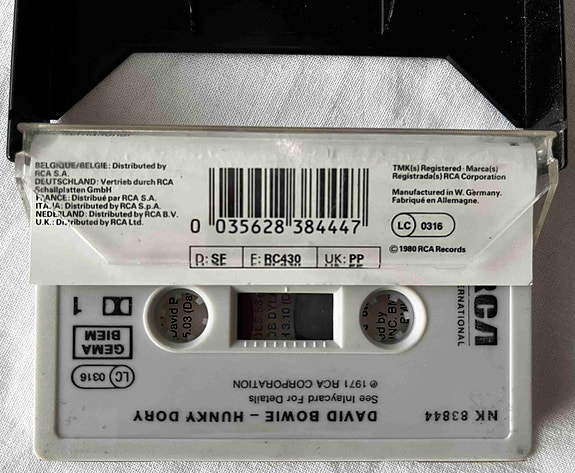 BELGIQUE/BELGIE: Distributed by
RCA S.A.
DEUTSCHLAND: Vertrieb durch RCA
Schallplatten GmbH
FRANCE: Distribué par RCA S.A.
ITALIA: Distributed by RCA S.p.A.
NEDERLAND: Distributed by RCA B.V.
U.K.: Distributed by RCA Ltd.
0 035628 384447
D: SE F: RC430 UK: PP
TMK(s) Registered · Marca(s)
Registrada(s) RCA Corporation
Manufactured in W. Germany.
Fabriqué en Allemagne.
LC 0316
© 1980 RCA Records
NK 83844
DAVID BOWIE – HUNKY DORY
See Inlaycard For Details
℗ 1971 RCA CORPORATION
LC 0316
GEMA
BIEM
1
RCA
INTERNATIONAL